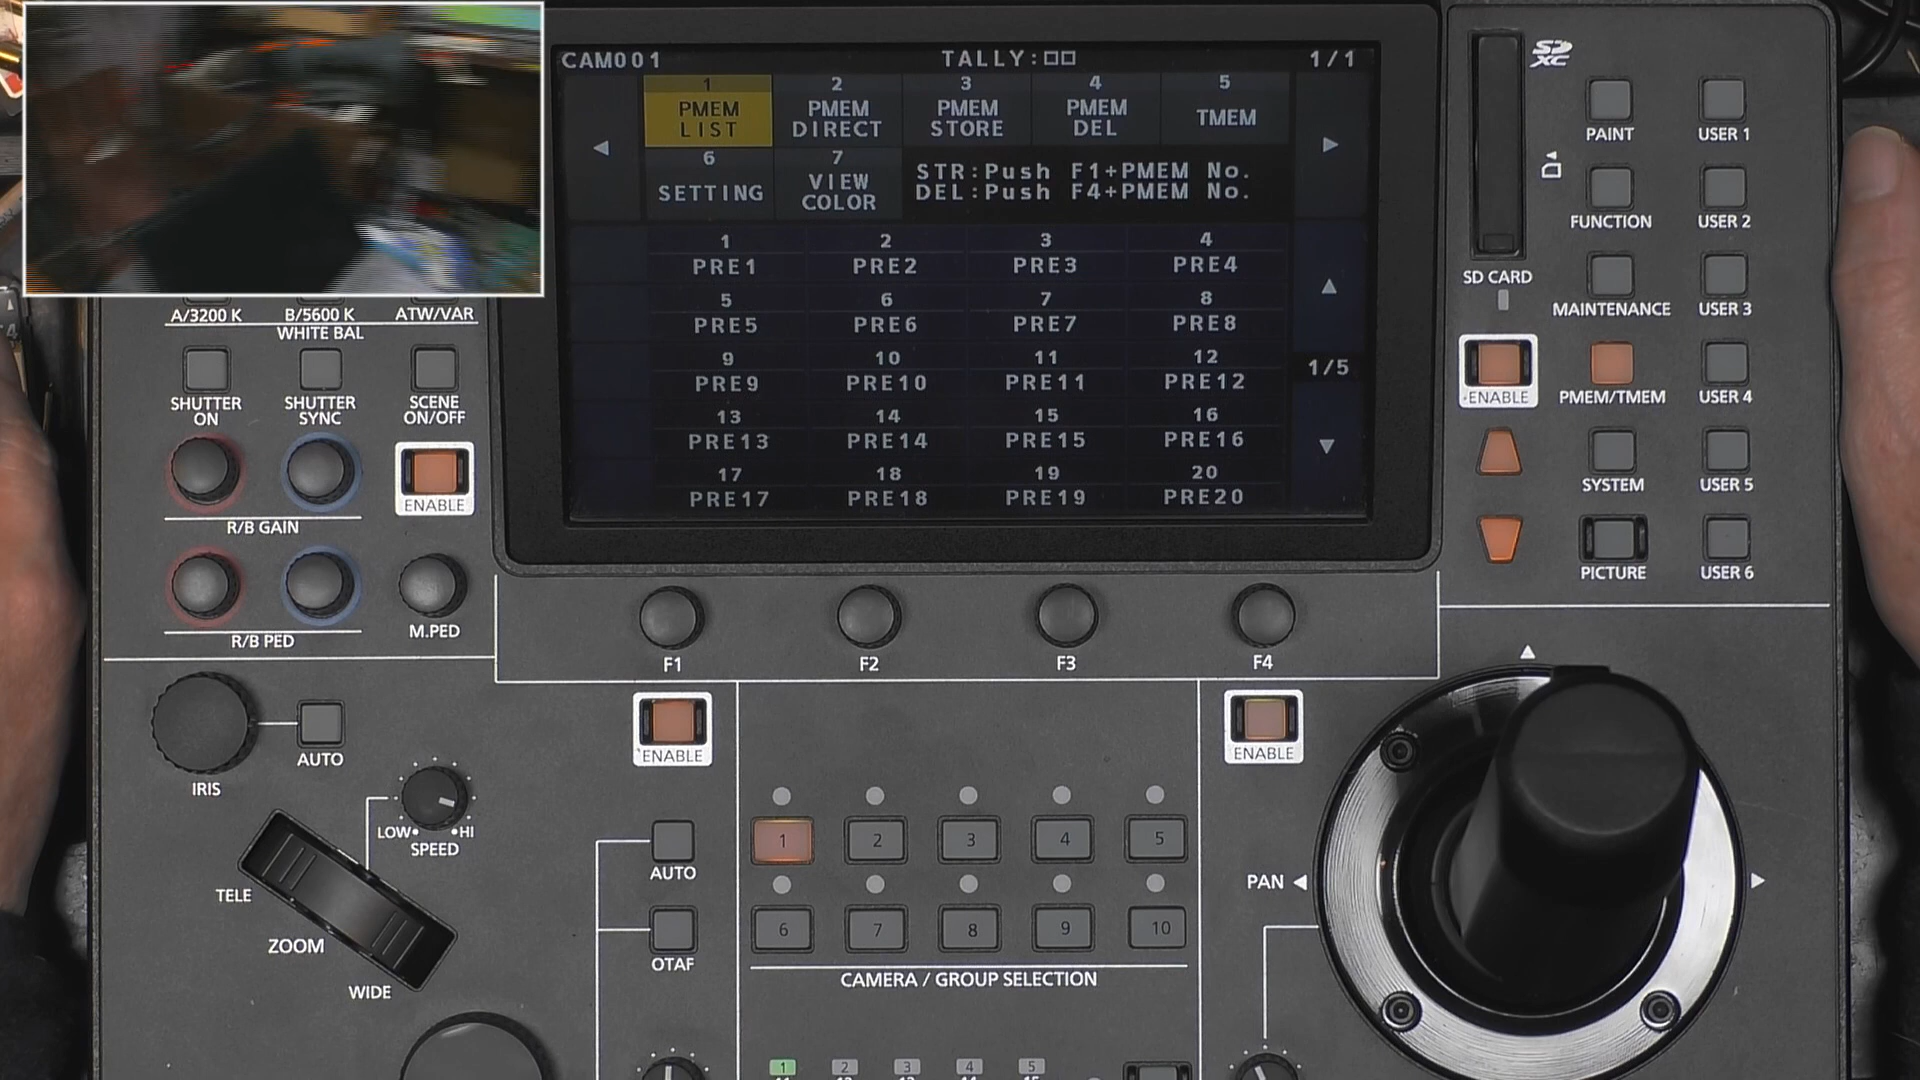 CAM001 TALLY:□□ 1/1
1 2 3 4 5
PMEM LIST PMEM DIRECT PMEM STORE PMEM DEL TMEM
6 7
SETTING VIEW COLOR
STR:Push F1+PMEM No.
DEL:Push F4+PMEM No.
1 2 3 4
PRE1 PRE2 PRE3 PRE4
5 6 7 8
PRE5 PRE6 PRE7 PRE8
9 10 11 12
PRE9 PRE10 PRE11 PRE12
1/5
13 14 15 16
PRE13 PRE14 PRE15 PRE16
17 18 19 20
PRE17 PRE18 PRE19 PRE20
SD XC
PAINT USER 1
FUNCTION USER 2
SD CARD
MAINTENANCE USER 3
ENABLE PMEM/TMEM USER 4
SYSTEM USER 5
PICTURE USER 6
A/3200 K B/5600 K ATW/VAR
WHITE BAL
SHUTTER ON SHUTTER SYNC SCENE ON/OFF
ENABLE
R/B GAIN
R/B PED M.PED
F1 F2 F3 F4
ENABLE ENABLE
AUTO
IRIS
LOW HI
SPEED
TELE
ZOOM
WIDE
AUTO
OTAF
1 2 3 4 5
6 7 8 9 10
CAMERA / GROUP SELECTION
PAN
1 2 3 4 5